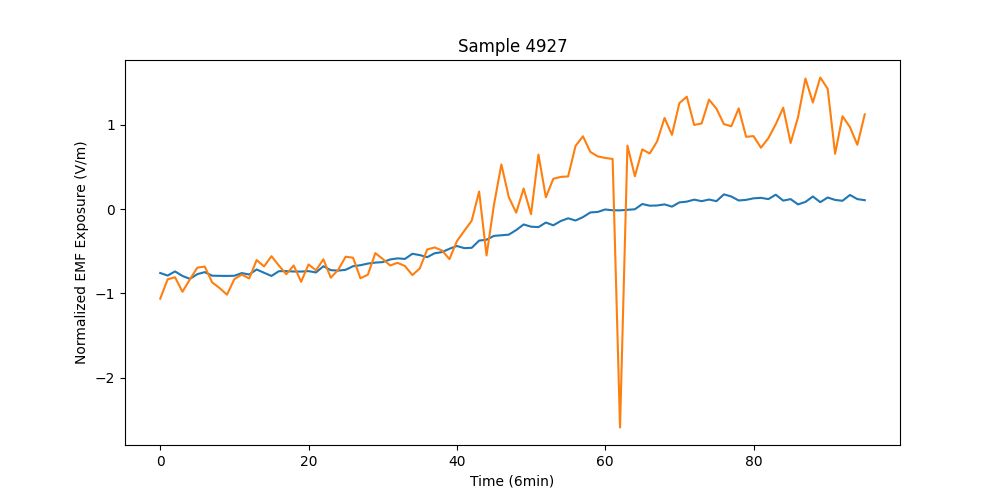 Sample 4927
Normalized EMF Exposure (V/m)
1
0
−1
−2
0 20 40 60 80
Time (6min)